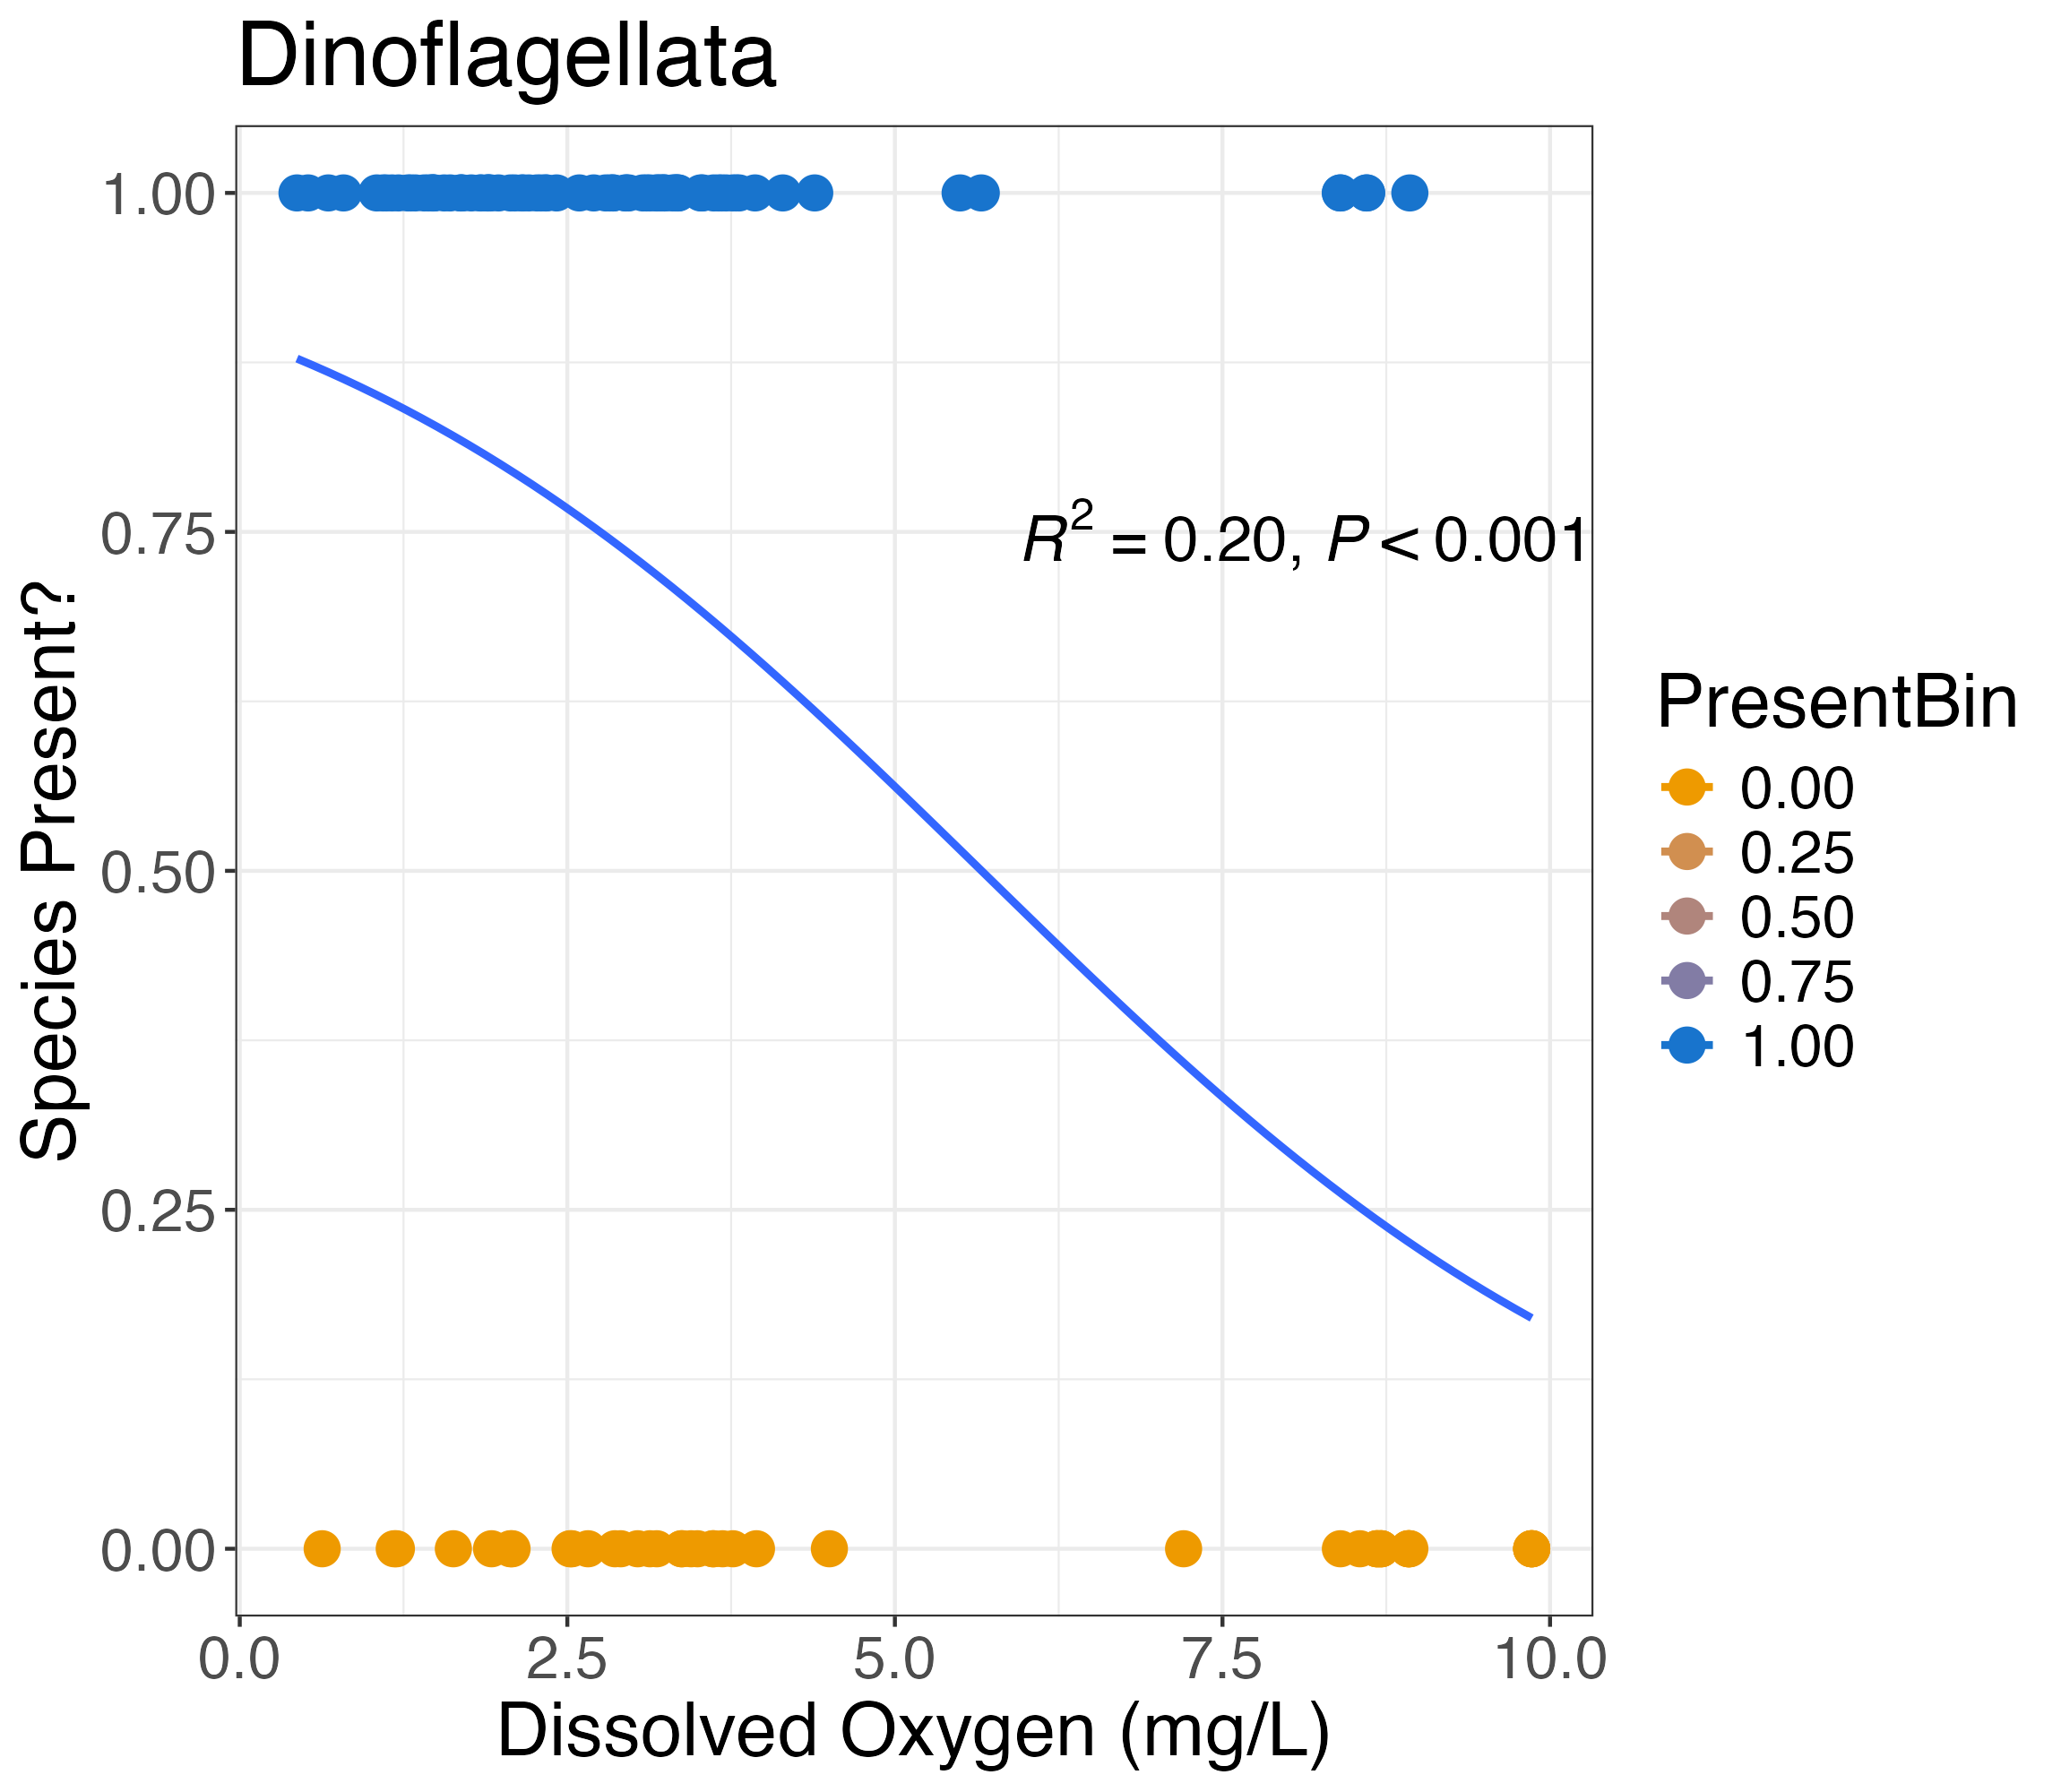 Dinoflagellata
1.00
0.75
0.50
0.25
0.00
Species Present?
R² = 0.20, P < 0.001
0.0 2.5 5.0 7.5 10.0
Dissolved Oxygen (mg/L)
PresentBin
0.00
0.25
0.50
0.75
1.00